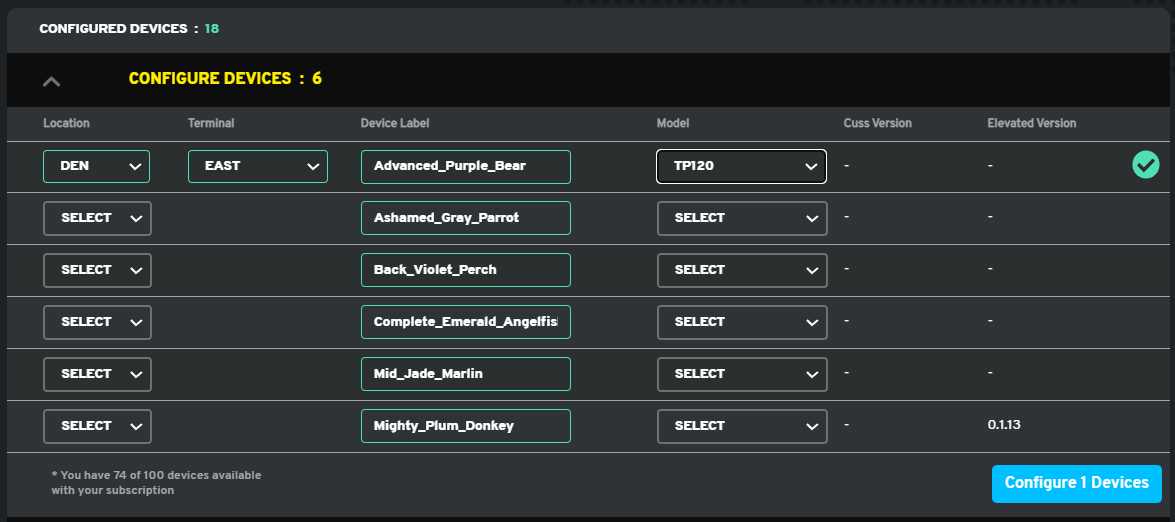 CONFIGURED DEVICES : 18
CONFIGURE DEVICES : 6
Location Terminal Device Label Model Cuss Version Elevated Version
DEN EAST Advanced_Purple_Bear TP120 - -
SELECT Ashamed_Gray_Parrot SELECT - -
SELECT Back_Violet_Perch SELECT - -
SELECT Complete_Emerald_Angelfis SELECT - -
SELECT Mid_Jade_Marlin SELECT - -
SELECT Mighty_Plum_Donkey SELECT - 0.1.13
* You have 74 of 100 devices available
with your subscription
Configure 1 Devices